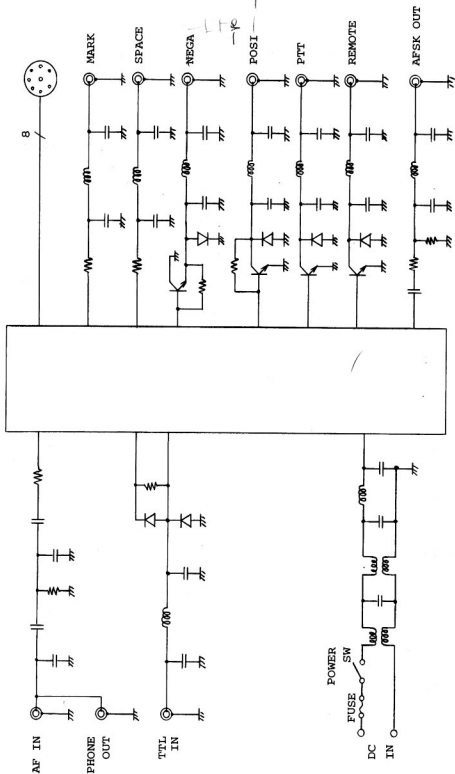 8
MARK
SPACE
NEGA
POSI
PTT
REMOTE
AFSK OUT
AF IN
PHONE
OUT
TTL
IN
POWER
SW
FUSE
DC
IN